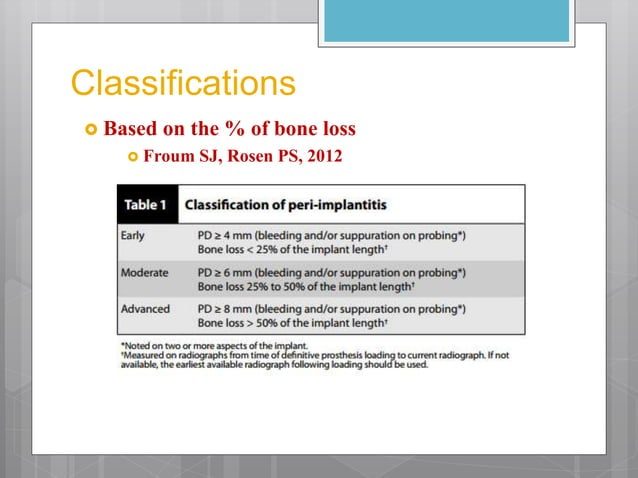 Classifications
Based on the % of bone loss
Froum SJ, Rosen PS, 2012
Table 1 Classification of peri-implantitis
Early PD ≥ 4 mm (bleeding and/or suppuration on probing*)
Bone loss < 25% of the implant length†
Moderate PD ≥ 6 mm (bleeding and/or suppuration on probing*)
Bone loss 25% to 50% of the implant length†
Advanced PD ≥ 8 mm (bleeding and/or suppuration on probing*)
Bone loss > 50% of the implant length†
*Noted on two or more aspects of the implant.
†Measured on radiographs from time of definitive prosthesis loading to current radiograph. If not
available, the earliest available radiograph following loading should be used.